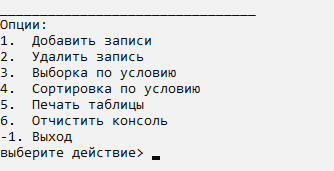 Опции:
1.  Добавить записи
2.  Удалить запись
3.  Выборка по условию
4.  Сортировка по условию
5.  Печать таблицы
6.  Отчистить консоль
-1. Выход
выберите действие>